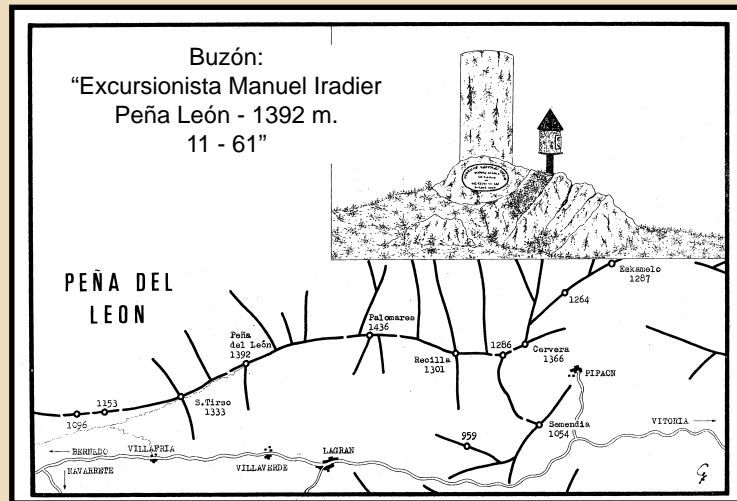 Buzón:
“Excursionista Manuel Iradier
Peña León - 1392 m.
11 - 61”
PEÑA DEL
LEON
Eskamelo
1287
1264
Palomares
1436
Peña
del León
1392
1286
Cervera
1366
Recilla
1301
PIPAON
S.Tirso
1333
1153
1096
Semendia
1054
959
VITORIA
BERNADO
VILLAFRIA
LAGRAN
VILLAVERDE
NAVARRETE